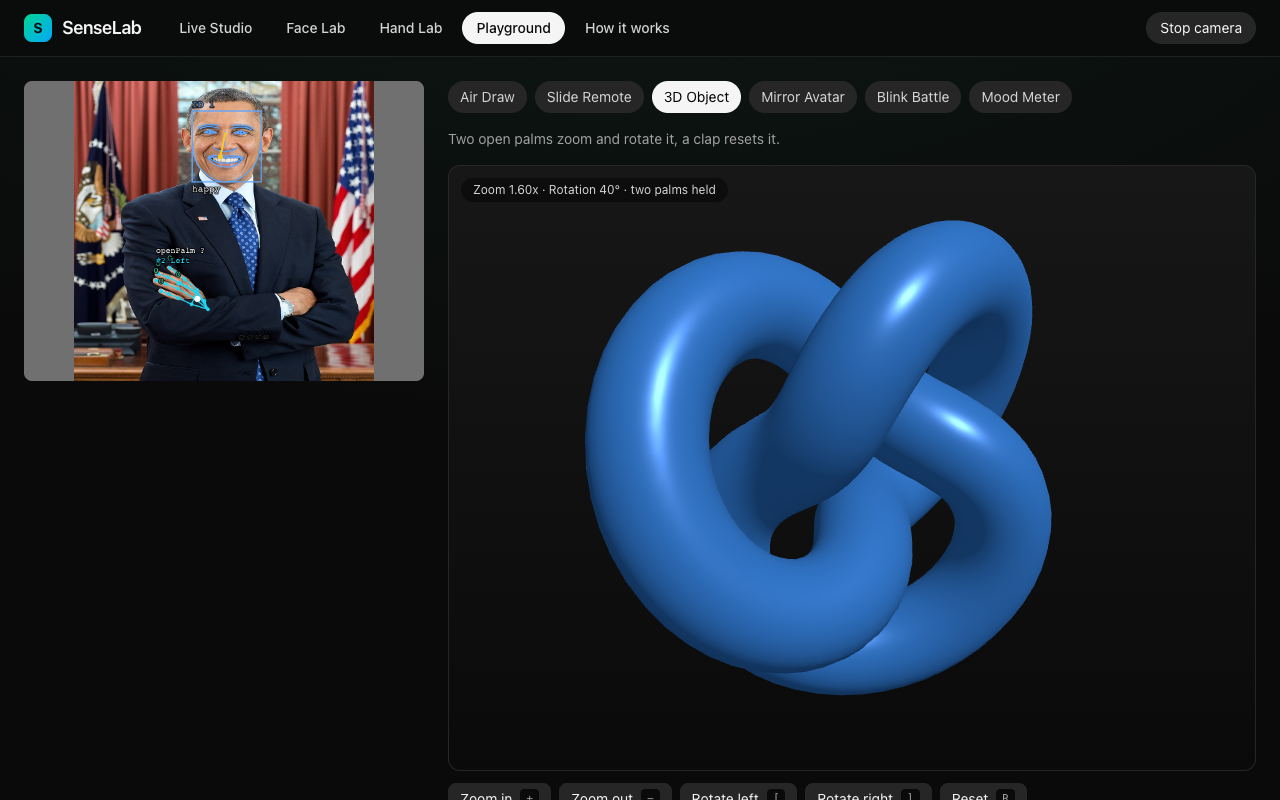 S SenseLab Live Studio Face Lab Hand Lab Playground How it works Stop camera
Air Draw Slide Remote 3D Object Mirror Avatar Blink Battle Mood Meter
Two open palms zoom and rotate it, a clap resets it.
Zoom 1.60x · Rotation 40° · two palms held
happy
openPalm ?
#2 Left
Zoom in + Zoom out − Rotate left [ Rotate right ] Reset R